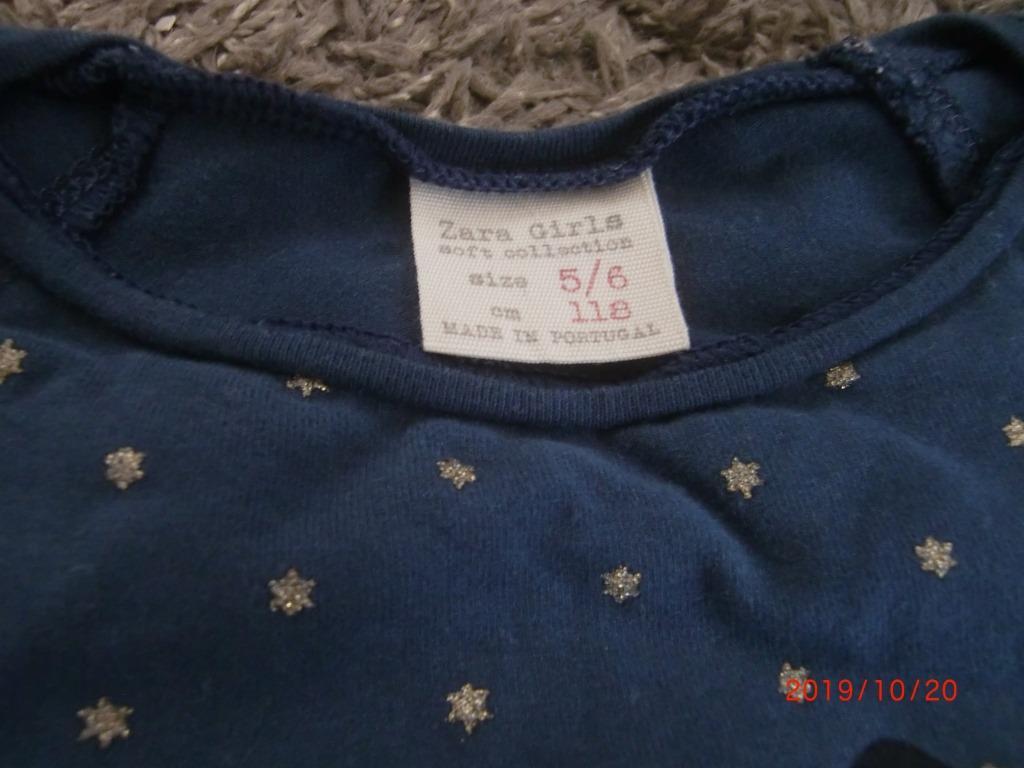 Zara Girls
soft collection
size 5/6
cm 118
MADE IN PORTUGAL
2019/10/20